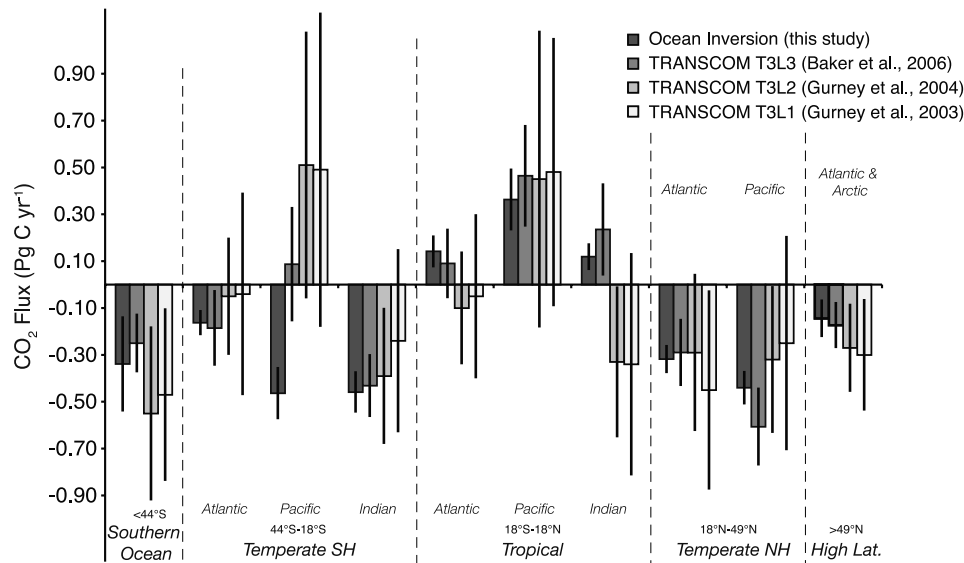 Ocean Inversion (this study)
TRANSCOM T3L3 (Baker et al., 2006)
TRANSCOM T3L2 (Gurney et al., 2004)
TRANSCOM T3L1 (Gurney et al., 2003)
CO₂ Flux (Pg C yr⁻¹)
0.90
0.70
0.50
0.30
0.10
-0.10
-0.30
-0.50
-0.70
-0.90
Atlantic
Pacific
Atlantic &
Arctic
Atlantic
Pacific
Indian
Atlantic
Pacific
Indian
<44°S
Southern
Ocean
44°S-18°S
Temperate SH
18°S-18°N
Tropical
18°N-49°N
Temperate NH
>49°N
High Lat.